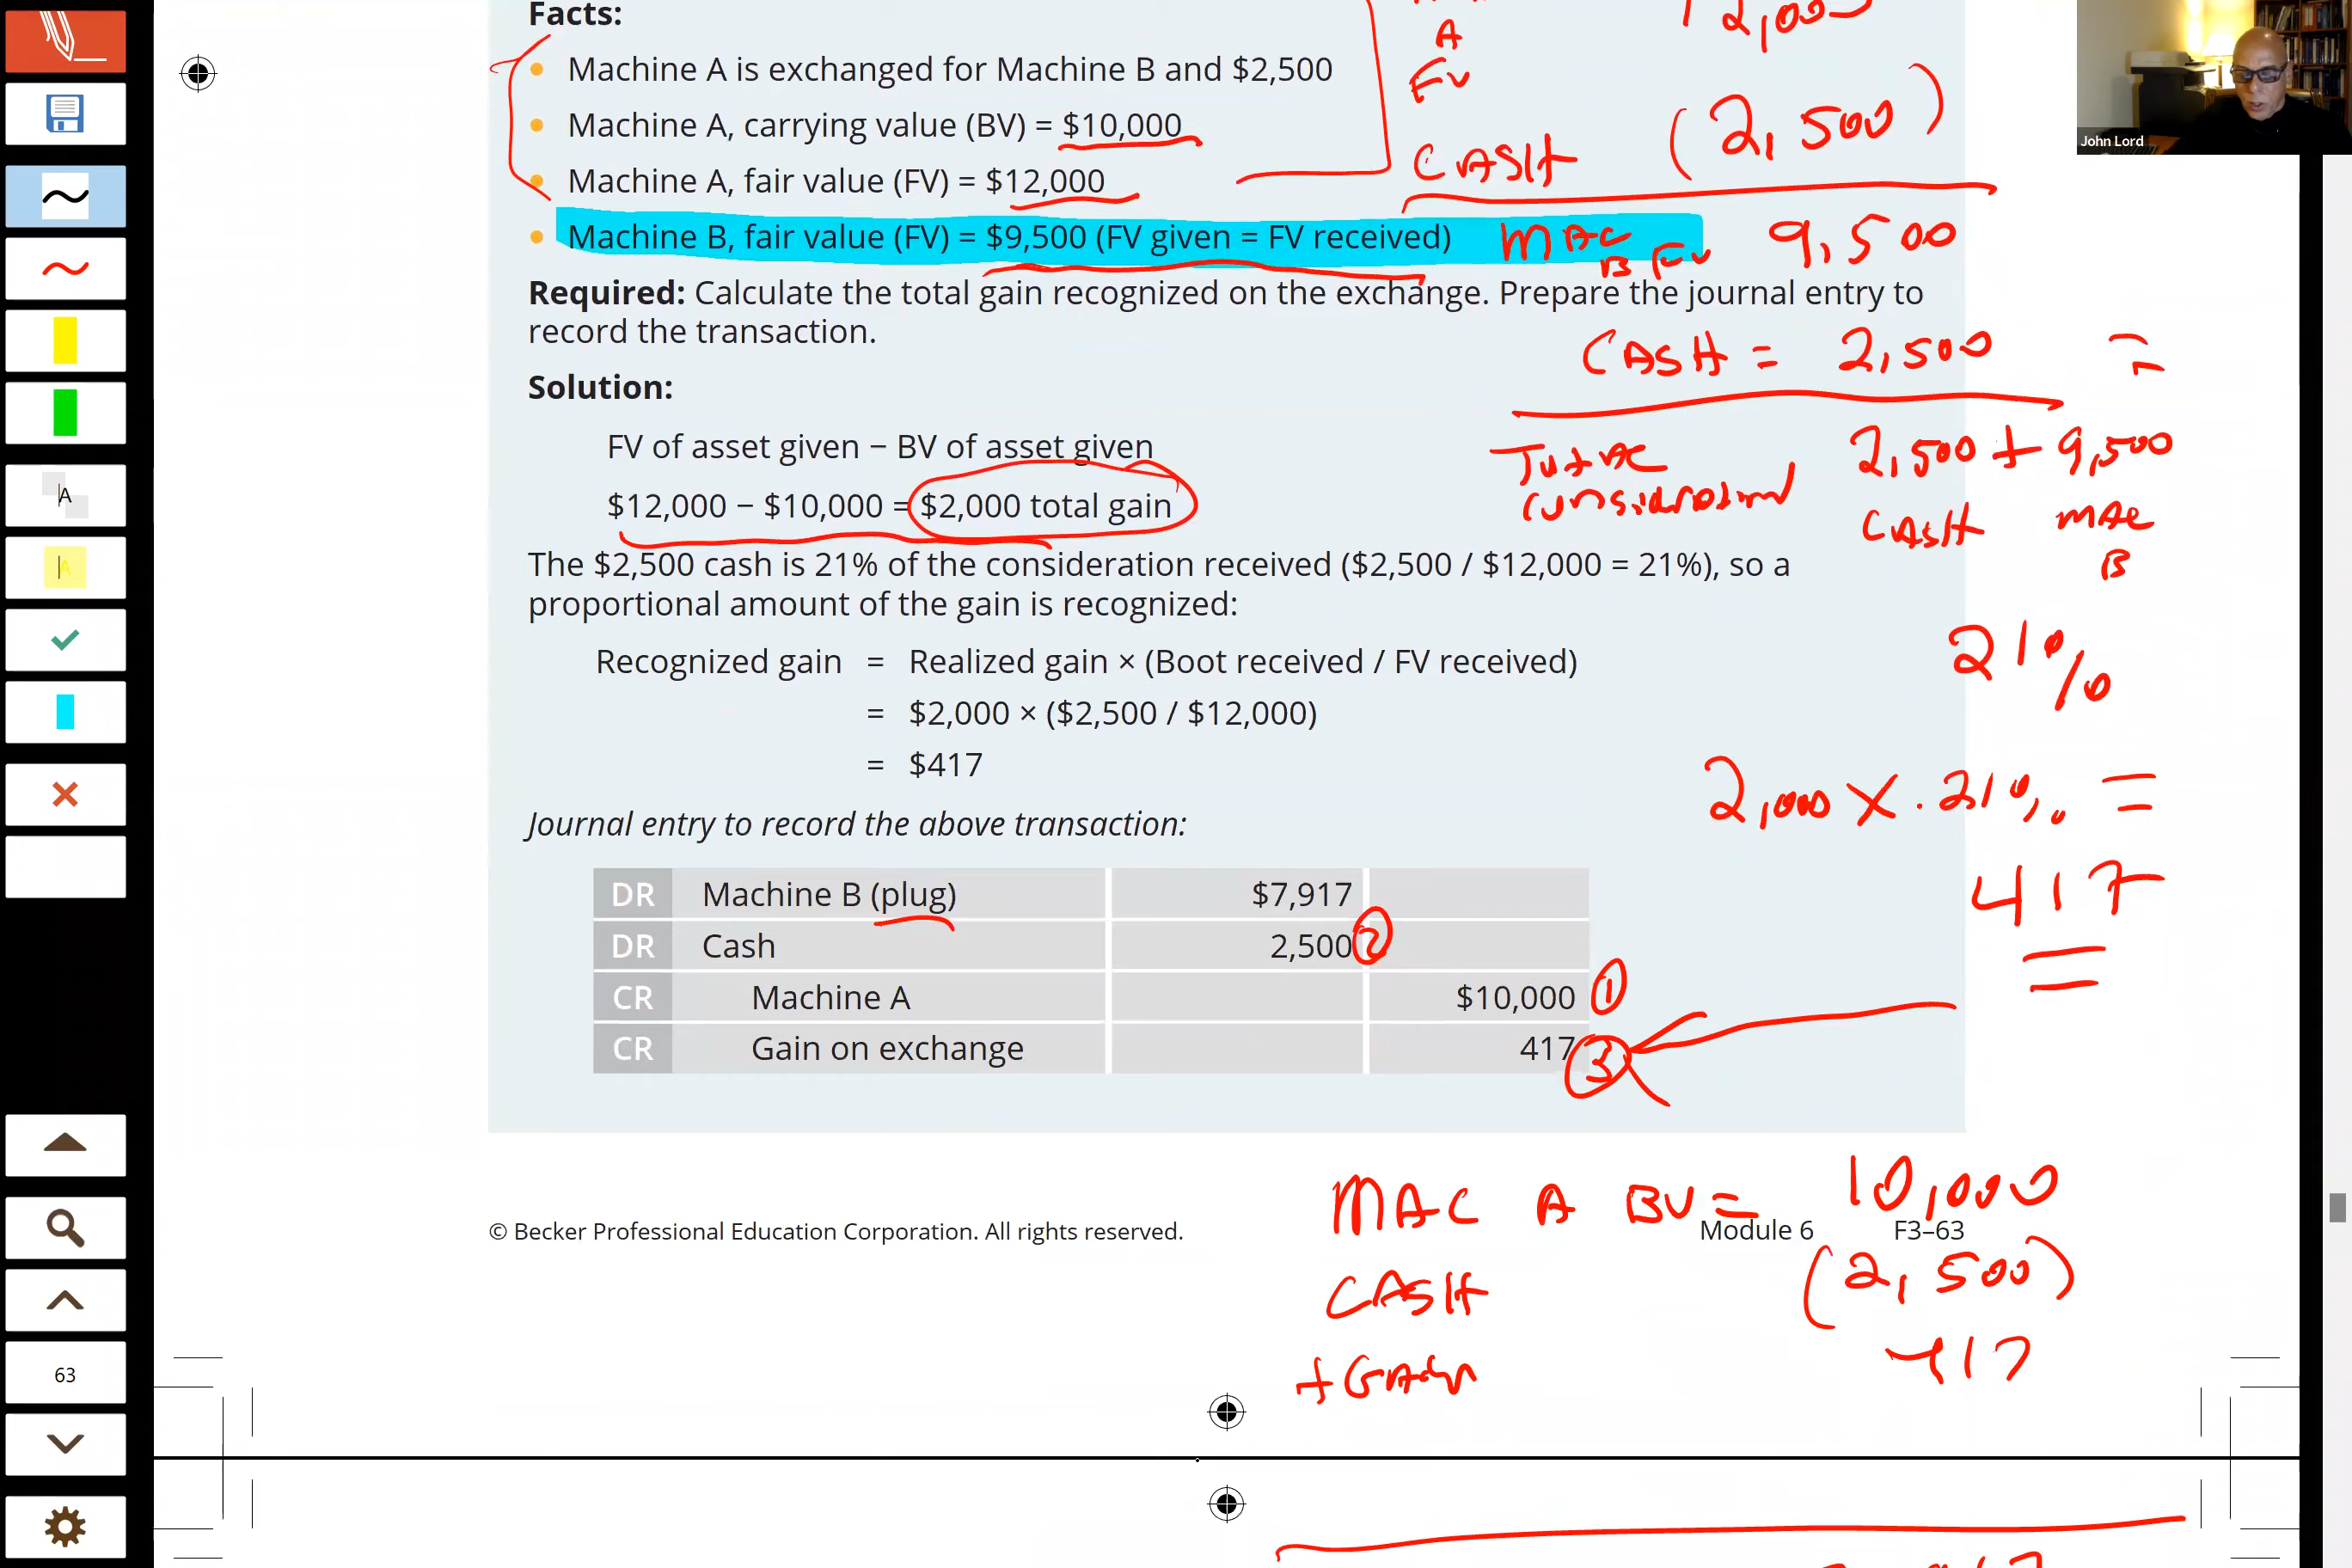 Facts:
12,000
A
FV
• Machine A is exchanged for Machine B and $2,500
• Machine A, carrying value (BV) = $10,000
(2,500)
CASH
• Machine A, fair value (FV) = $12,000
• Machine B, fair value (FV) = $9,500 (FV given = FV received)
MAC B FV 9,500
John Lord
Required: Calculate the total gain recognized on the exchange. Prepare the journal entry to
record the transaction.
CASH = 2,500 =
Solution:
FV of asset given − BV of asset given
2,500 + 9,500
$12,000 − $10,000 = $2,000 total gain
CASH MAC
B
The $2,500 cash is 21% of the consideration received ($2,500 / $12,000 = 21%), so a
proportional amount of the gain is recognized:
21%
Recognized gain = Realized gain × (Boot received / FV received)
= $2,000 × ($2,500 / $12,000)
= $417
2,000 X .21% =
417
Journal entry to record the above transaction:
DR Machine B (plug) $7,917
DR Cash 2,500 2
CR Machine A $10,000 1
CR Gain on exchange 417 3
MAC A BV = 10,000
© Becker Professional Education Corporation. All rights reserved. Module 6 F3–63
CASH (2,500)
+ GAIN 417
A
A
63